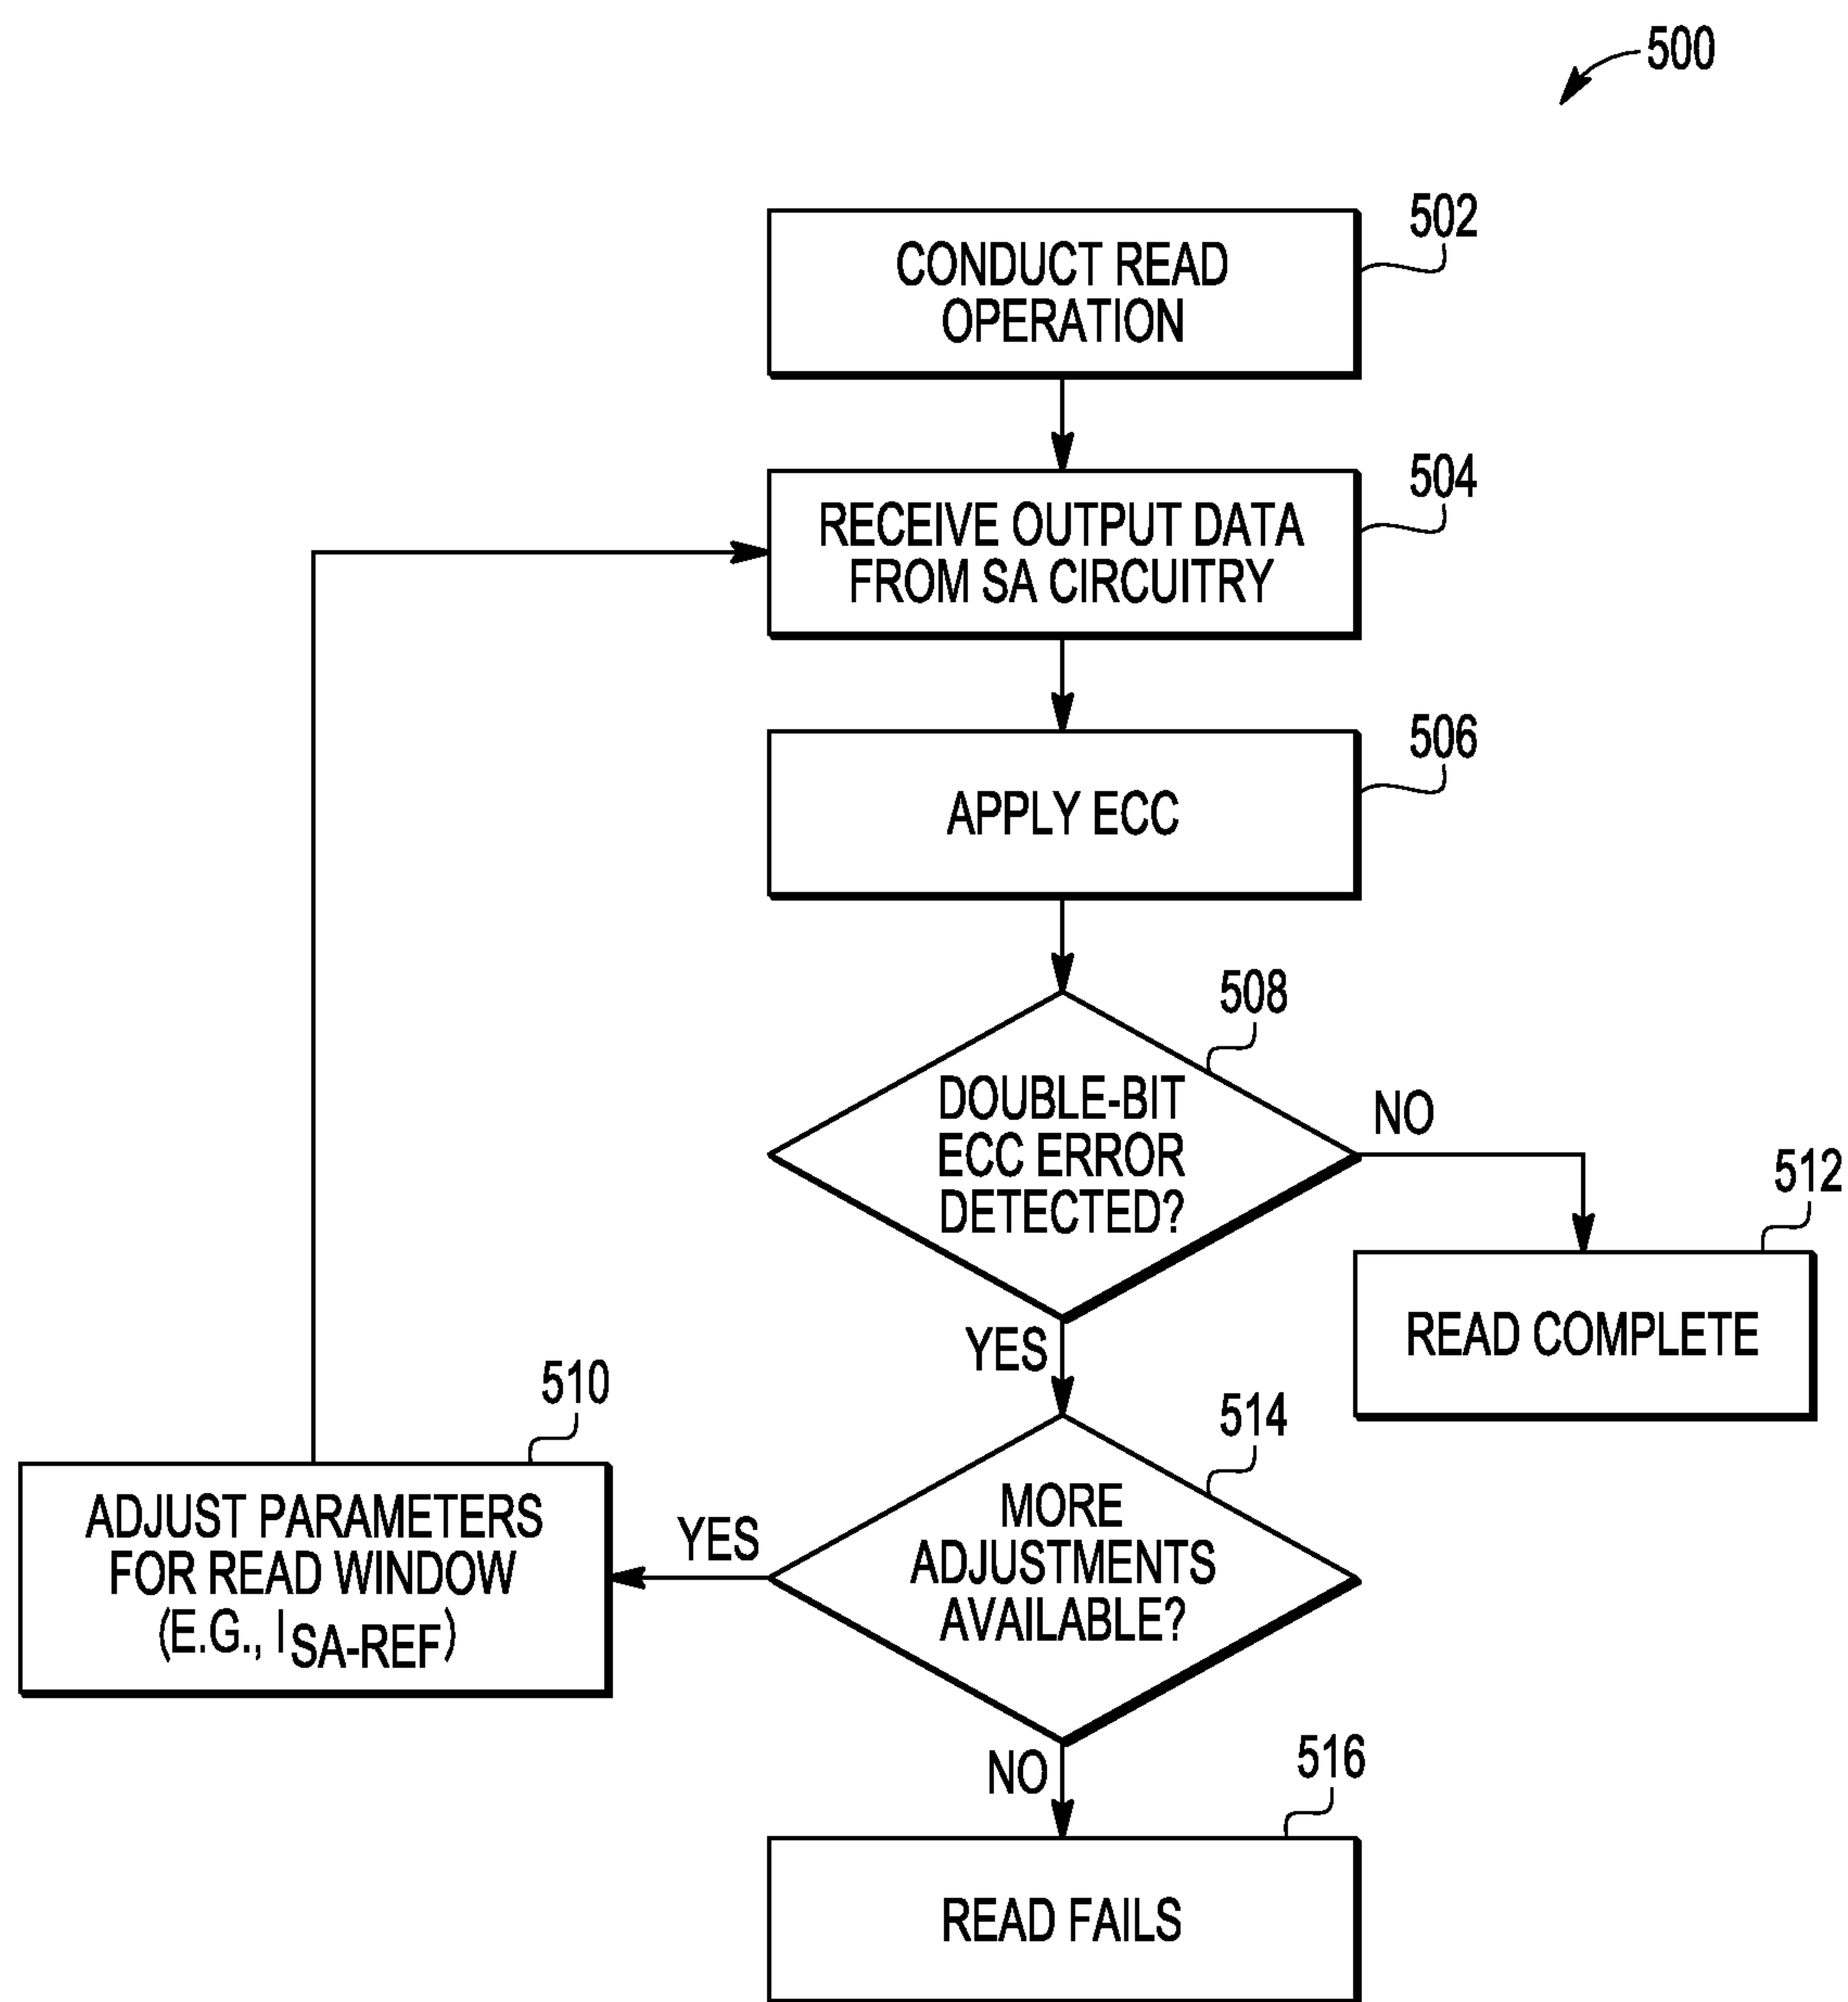 500
502
CONDUCT READ
OPERATION
504
RECEIVE OUTPUT DATA
FROM SA CIRCUITRY
506
APPLY ECC
508
DOUBLE-BIT
ECC ERROR
DETECTED?
NO
512
READ COMPLETE
YES
510
ADJUST PARAMETERS
FOR READ WINDOW
(E.G., ISA-REF)
YES
514
MORE
ADJUSTMENTS
AVAILABLE?
NO
516
READ FAILS